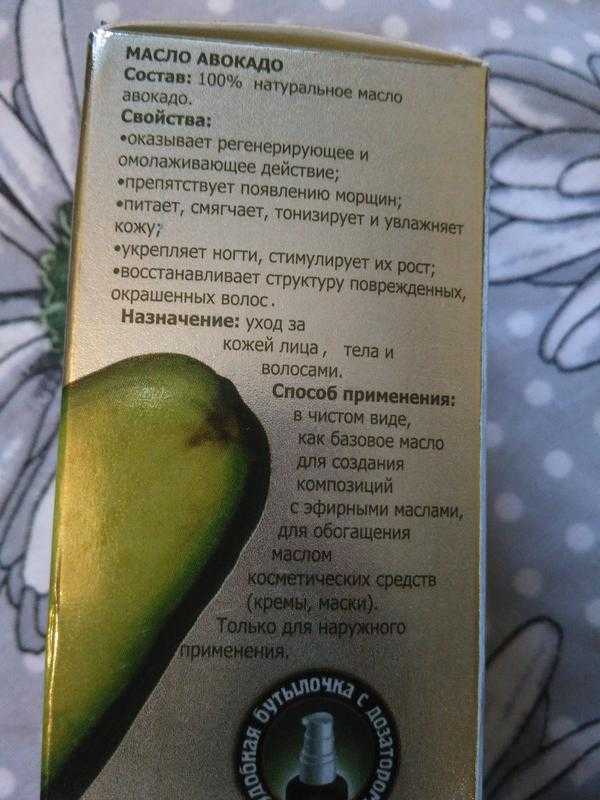 МАСЛО АВОКАДО
Состав: 100% натуральное масло
авокадо.
Свойства:
•оказывает регенерирующее и
омолаживающее действие;
•препятствует появлению морщин;
•питает, смягчает, тонизирует и увлажняет
кожу;
•укрепляет ногти, стимулирует их рост;
•восстанавливает структуру поврежденных,
окрашенных волос.
Назначение: уход за
кожей лица, тела и
волосами.
Способ применения:
в чистом виде,
как базовое масло
для создания
композиций
с эфирными маслами,
для обогащения
маслом
косметических средств
(кремы, маски).
Только для наружного
применения.
бутылочка с дозатором